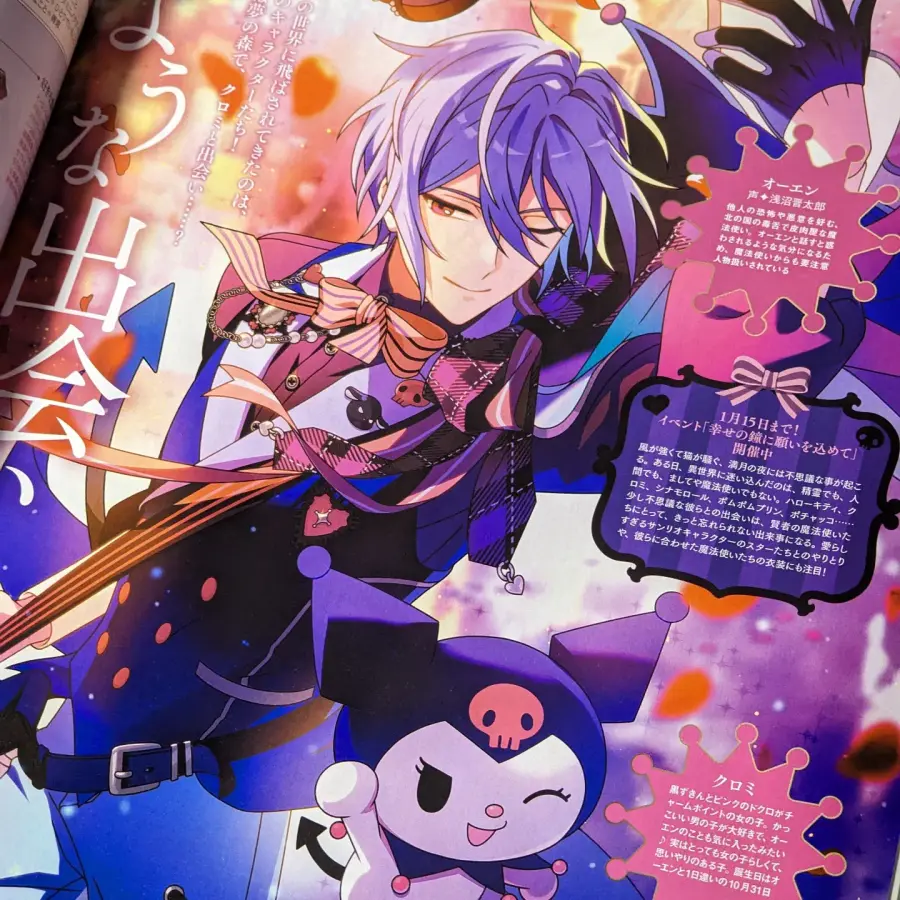 ような出会い、
の世界に飛ばされてきたのは、
のキャラクターたち!
夢の森で、
クロミと出会い……?
オーエン
声✦浅沼晋太郎
他人の恐怖や悪意を好む、
北の国の毒舌で皮肉屋な魔
法使い。オーエンと話すと惑
わされるような気分になるた
め、魔法使いからも要注意
人物扱いされている
1月15日まで!
イベント「幸せの鐘に願いを込めて」
開催中
風が強くて猫が騒ぐ、満月の夜には不思議な事が起こ
る。ある日、異世界に迷い込んだのは、精霊でも、人
間でも、ましてや魔法使いでもない。ハローキティ、ク
ロミ、シナモロール、ポムポムプリン、ポチャッコ……
少し不思議な彼らとの出会いは、賢者の魔法使いた
ちにとって、きっと忘れられない出来事になる。愛らし
すぎるサンリオキャラクターのスターたちとのやりとり
や、彼らに合わせた魔法使いたちの衣装にも注目!
クロミ
黒ずきんとピンクのドクロがチ
ャームポイントの女の子。かっ
こいい男の子が大好きで、オー
エンのことも気に入ったみたい
♪ 実はとっても女の子らしくて、
思いやりのある子。誕生日はオ
ーエンと1日違いの10月31日